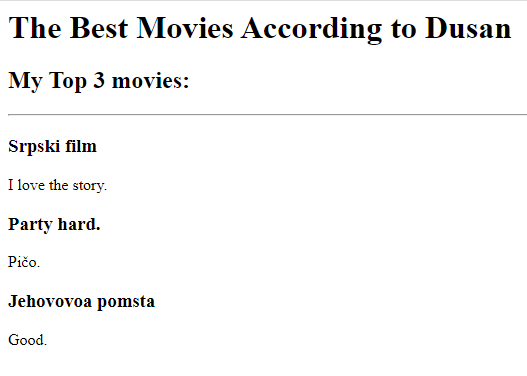 The Best Movies According to Dusan
My Top 3 movies:
Srpski film
I love the story.
Party hard.
Pičo.
Jehovovoa pomsta
Good.